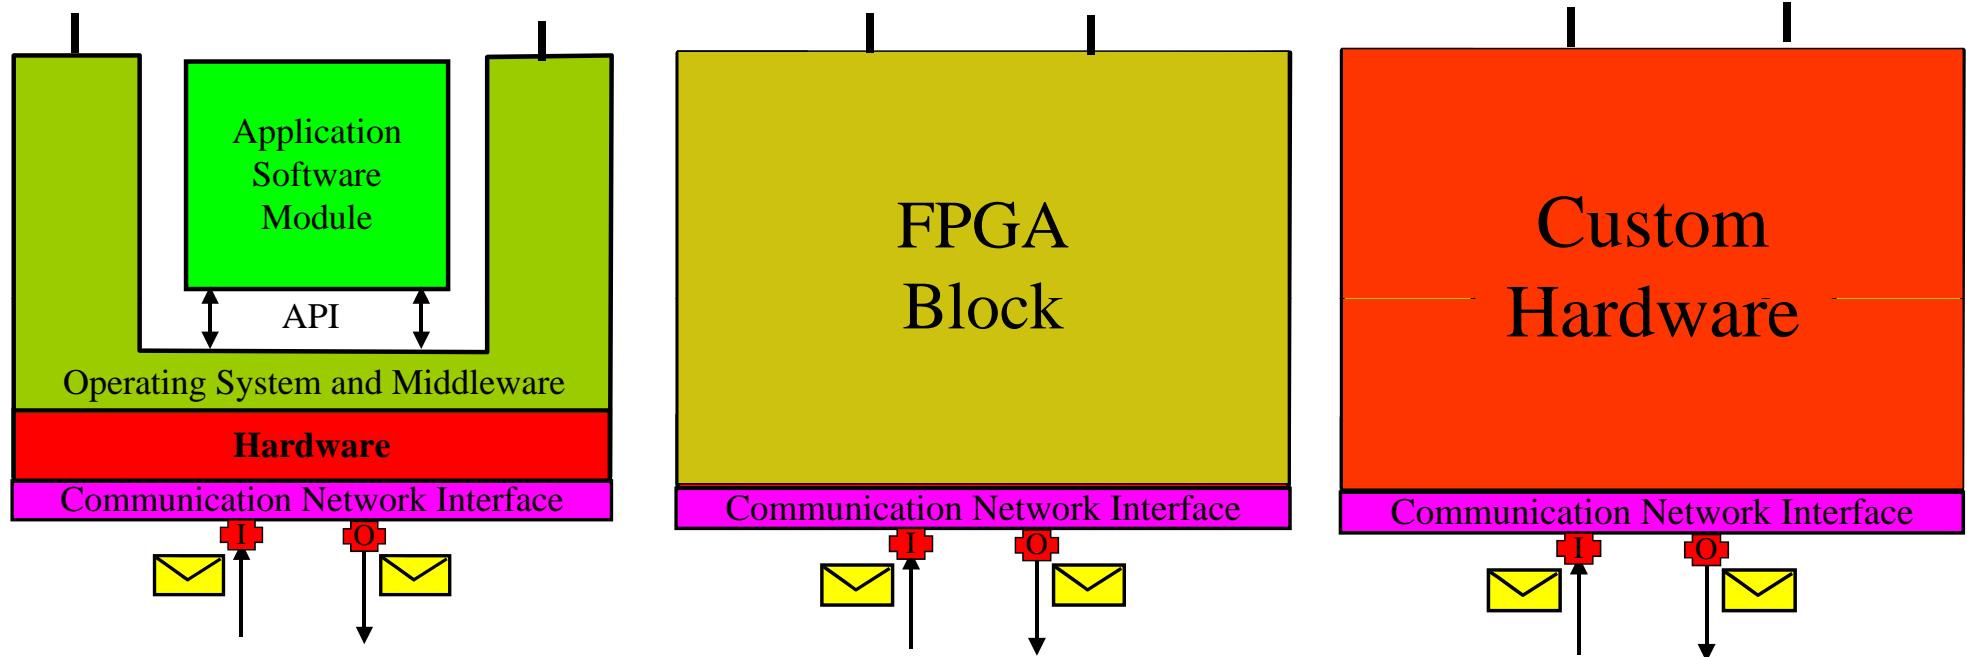 Application
Software
Module
API
Operating System and Middleware
Hardware
Communication Network Interface
I
O
FPGA
Block
Communication Network Interface
I
O
Custom
Hardware
Communication Network Interface
I
O